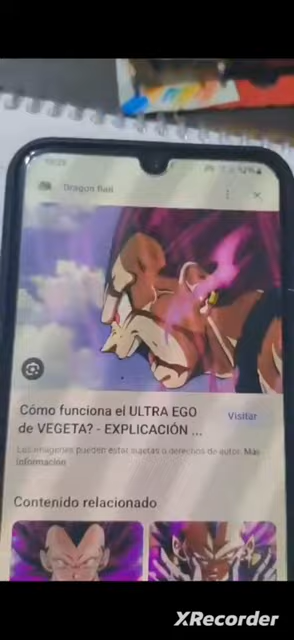 Dragon Ball
Visitar
Cómo funciona el ULTRA EGO
de VEGETA? - EXPLICACIÓN ...
Las imágenes pueden estar sujetas a derechos de autor. Más
información
Contenido relacionado
XRecorder